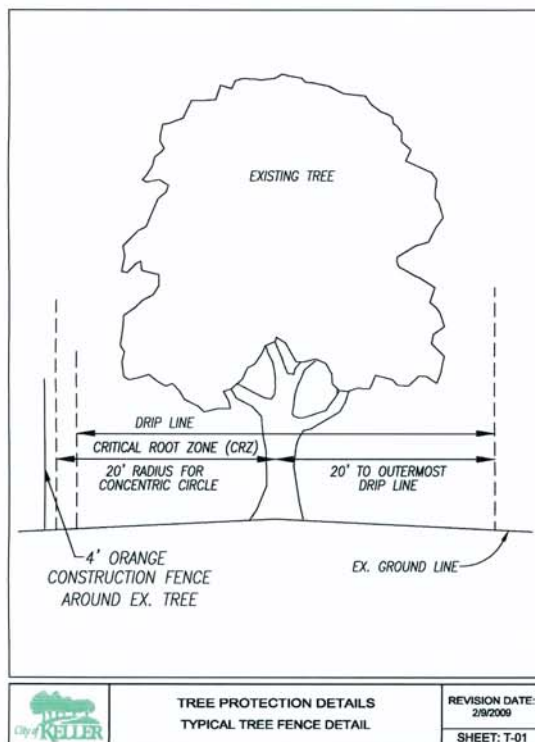 EXISTING TREE
DRIP LINE
CRITICAL ROOT ZONE (CRZ)
20' RADIUS FOR
CONCENTRIC CIRCLE
20' TO OUTERMOST
DRIP LINE
4' ORANGE
CONSTRUCTION FENCE
AROUND EX. TREE
EX. GROUND LINE
City of KELLER
TREE PROTECTION DETAILS
TYPICAL TREE FENCE DETAIL
REVISION DATE:
2/9/2009
SHEET: T-01